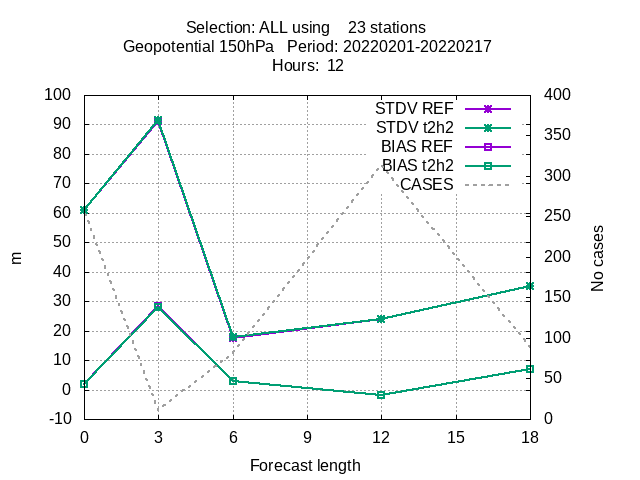 Selection: ALL using    23 stations
Geopotential 150hPa   Period: 20220201-20220217
Hours:  12
100
90
80
70
60
50
40
30
20
10
0
-10
m
STDV REF
STDV t2h2
BIAS REF
BIAS t2h2
CASES
400
350
300
250
200
150
100
50
0
No cases
0 3 6 9 12 15 18
Forecast length